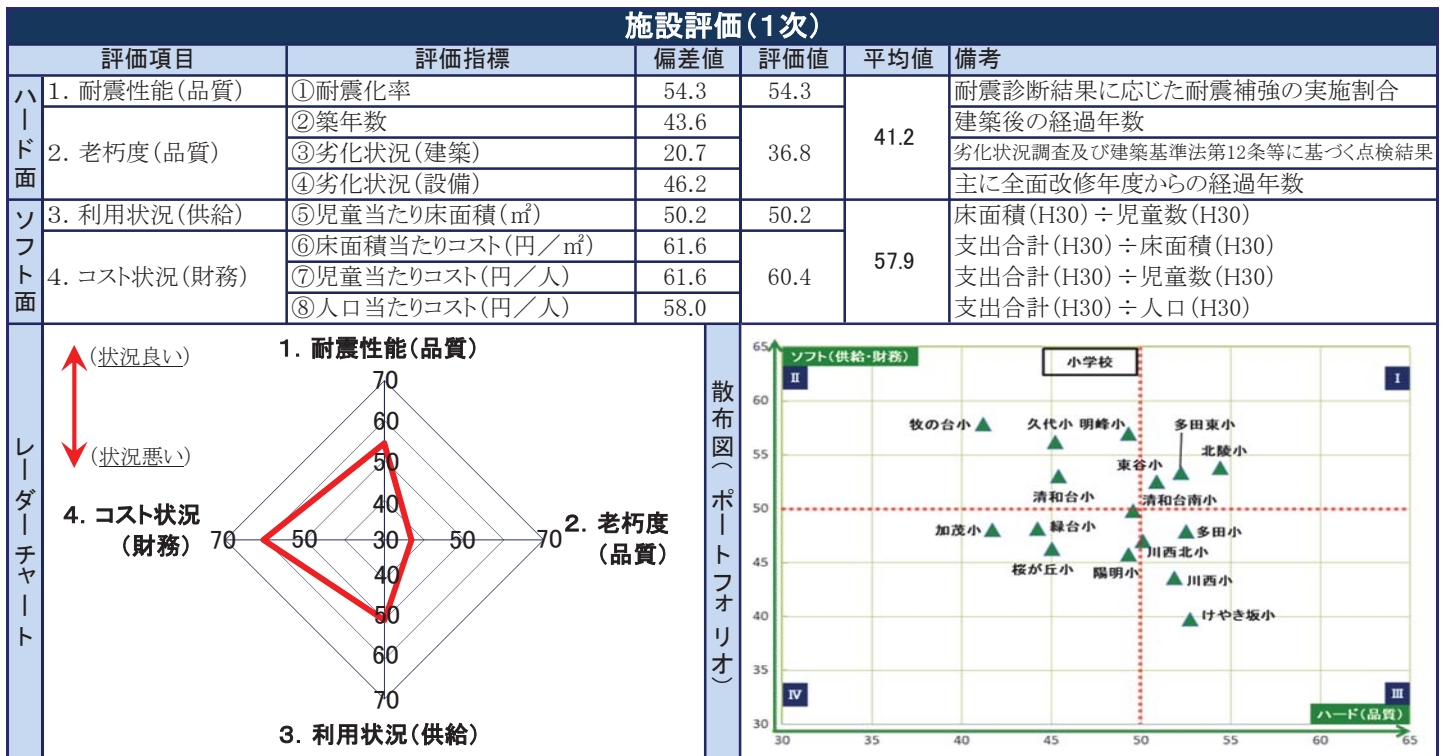 施設評価(1次)
評価項目 評価指標 偏差値 評価値 平均値 備考
ハード面
1. 耐震性能(品質) ①耐震化率 54.3 54.3 41.2 耐震診断結果に応じた耐震補強の実施割合
2. 老朽度(品質) ②築年数 43.6 36.8 建築後の経過年数
③劣化状況(建築) 20.7 劣化状況調査及び建築基準法第12条等に基づく点検結果
④劣化状況(設備) 46.2 主に全面改修年度からの経過年数
ソフト面
3. 利用状況(供給) ⑤児童当たり床面積(㎡) 50.2 50.2 57.9 床面積(H30)÷児童数(H30)
4. コスト状況(財務) ⑥床面積当たりコスト(円/㎡) 61.6 60.4 支出合計(H30)÷床面積(H30)
⑦児童当たりコスト(円/人) 61.6 支出合計(H30)÷児童数(H30)
⑧人口当たりコスト(円/人) 58.0 支出合計(H30)÷人口(H30)
レーダーチャート
(状況良い)
(状況悪い)
1. 耐震性能(品質)
70
60
50
40
4. コスト状況
(財務)
70 50 30 50 70
2. 老朽度
(品質)
40
50
60
70
3. 利用状況(供給)
散布図(ポートフォリオ)
65
ソフト(供給・財務)
小学校
II
I
60
牧の台小
久代小
明峰小
多田東小
北陵小
55
東谷小
清和台小
清和台南小
50
加茂小
緑台小
多田小
川西北小
桜が丘小
陽明小
45
川西小
けやき坂小
40
35
IV
III
ハード(品質)
30
30 35 40 45 50 55 60 65